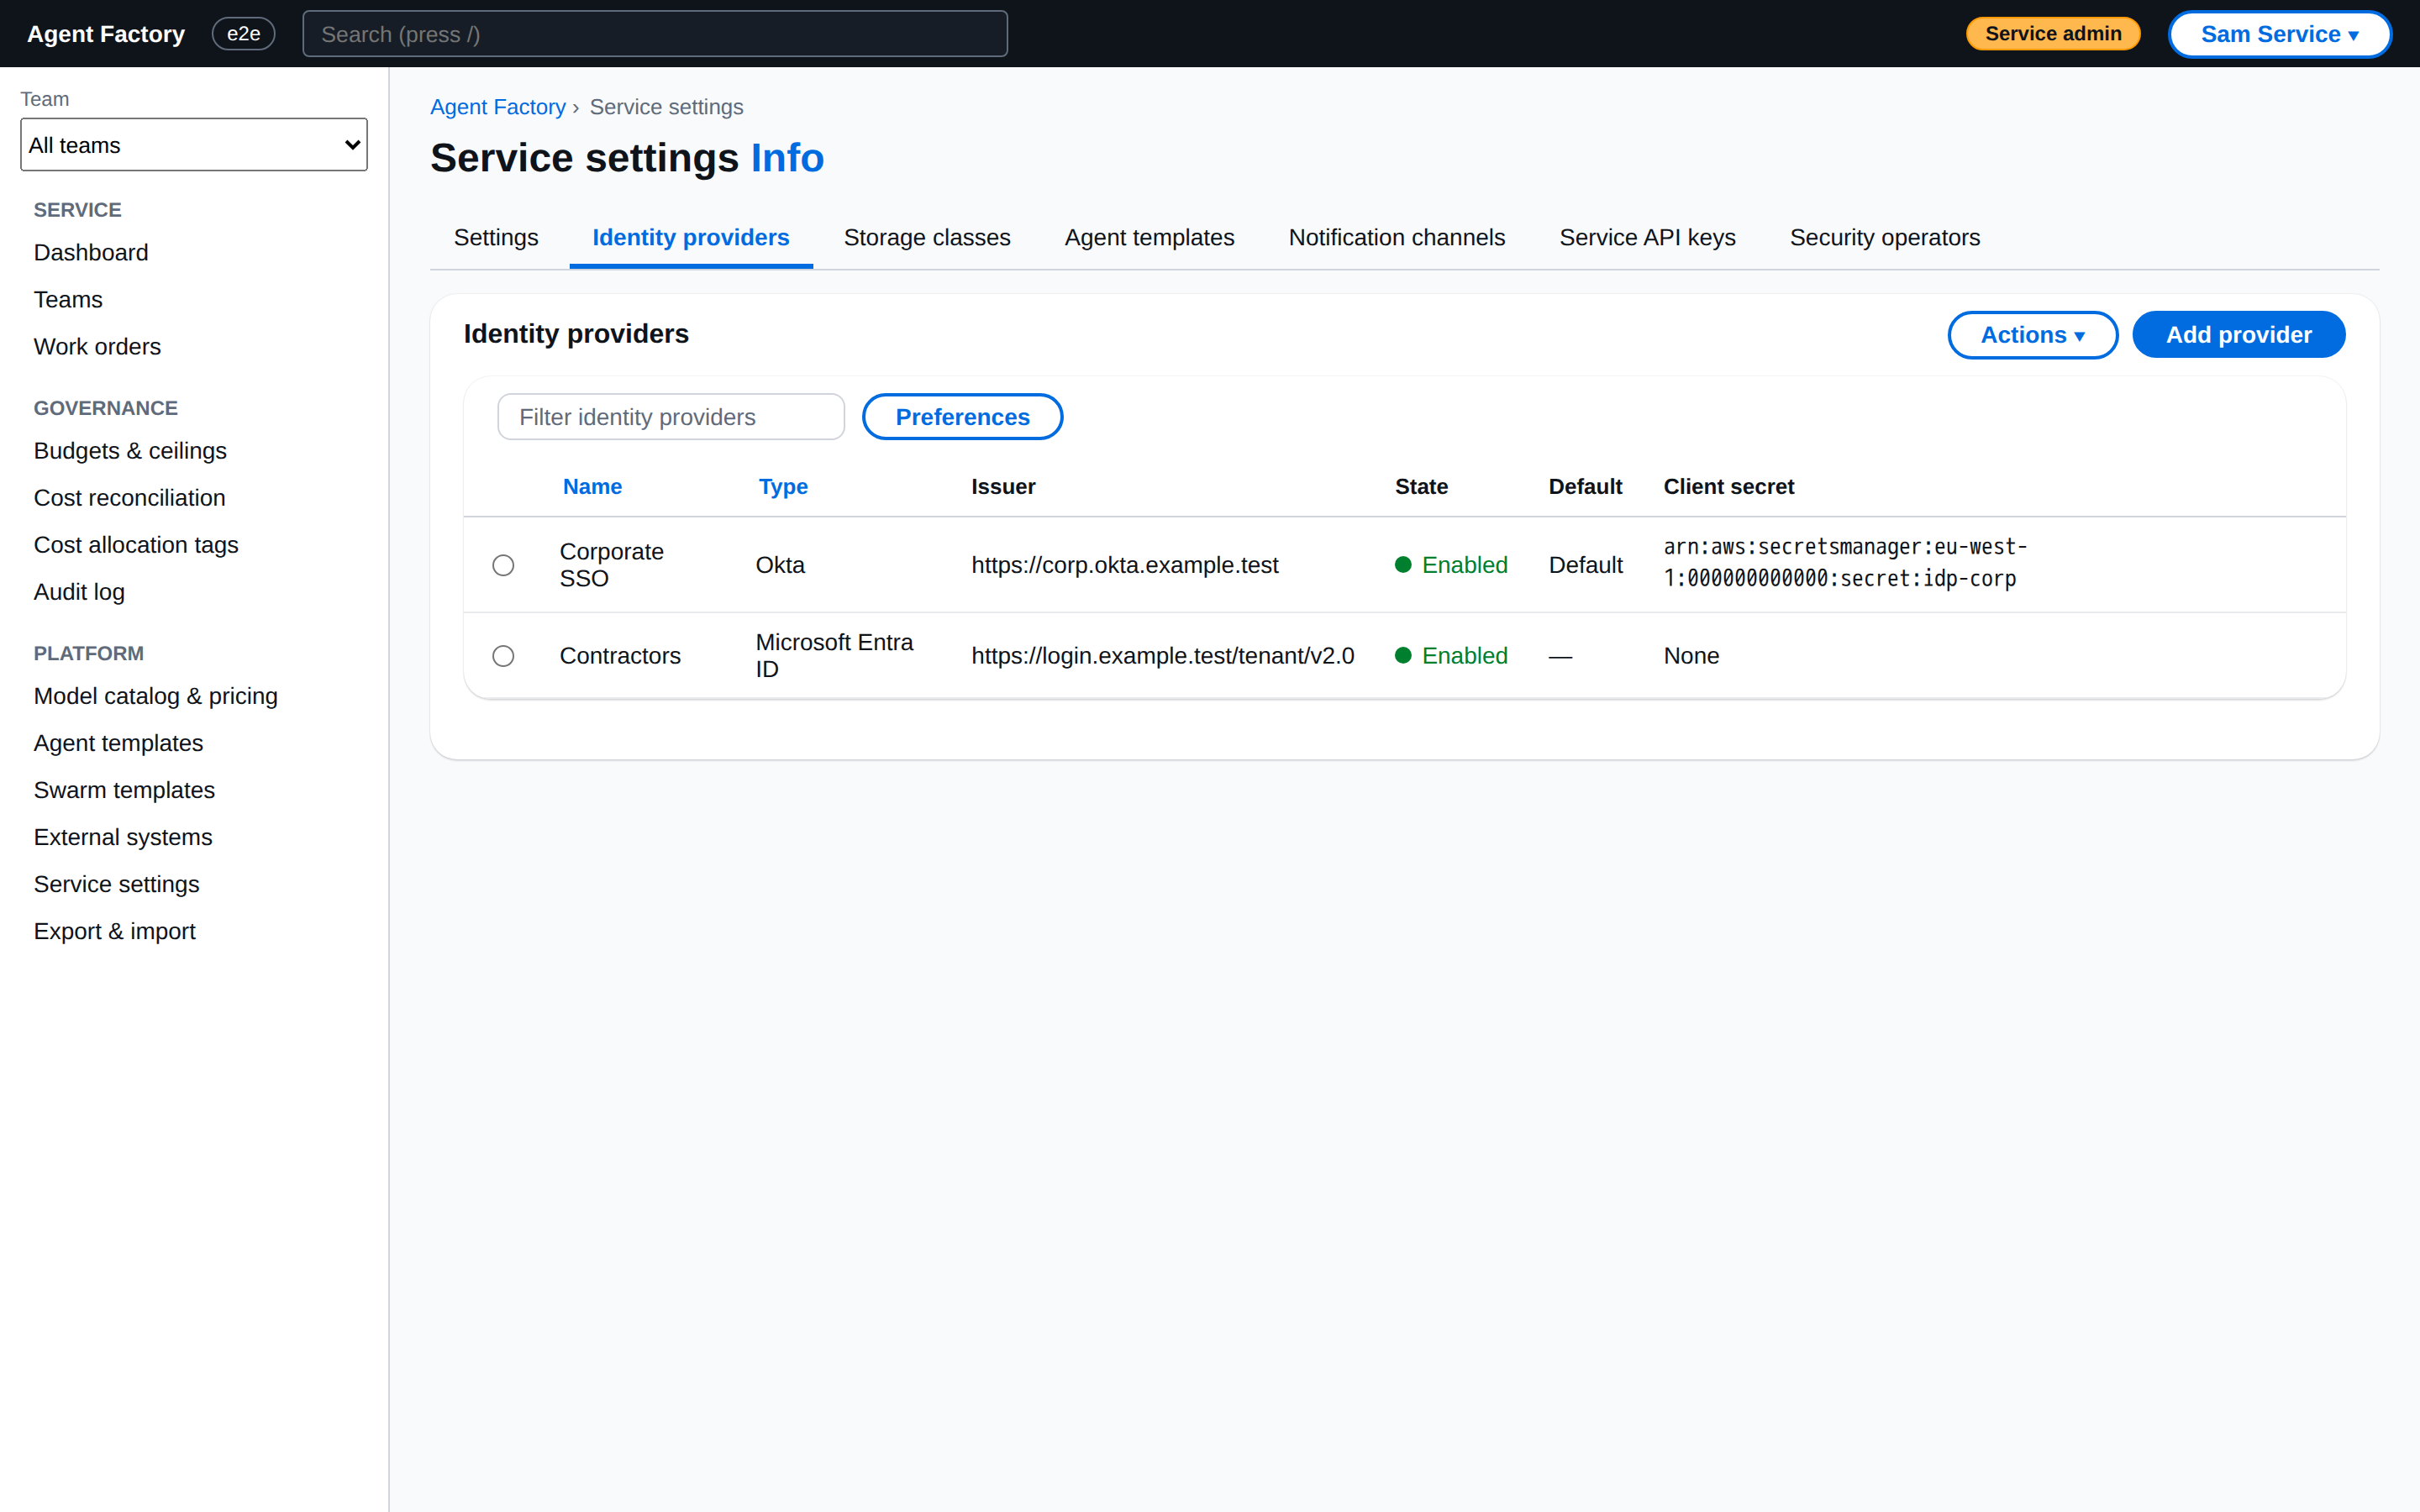 Agent Factory e2e Search (press /) Service admin Sam Service ▾
Team
All teams
SERVICE
Dashboard
Teams
Work orders
GOVERNANCE
Budgets & ceilings
Cost reconciliation
Cost allocation tags
Audit log
PLATFORM
Model catalog & pricing
Agent templates
Swarm templates
External systems
Service settings
Export & import
Agent Factory › Service settings
Service settings Info
Settings Identity providers Storage classes Agent templates Notification channels Service API keys Security operators
Identity providers Actions ▾ Add provider
Filter identity providers Preferences
Name Type Issuer State Default Client secret
Corporate SSO Okta https://corp.okta.example.test Enabled Default arn:aws:secretsmanager:eu-west-1:000000000000:secret:idp-corp
Contractors Microsoft Entra ID https://login.example.test/tenant/v2.0 Enabled — None